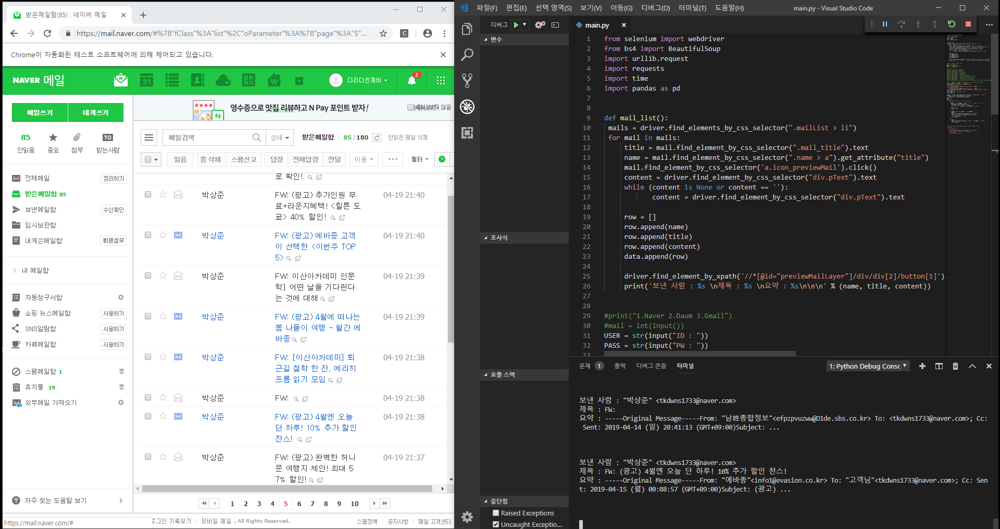 받은메일함(85) : 네이버 메일
https://mail.naver.com/#%7B"fClass"%3A"list"%2C"oParameter"%3A%7B"page"%3A"5"...
C
Chrome이 자동화된 테스트 소프트웨어에 의해 제어되고 있습니다.
NAVER 메일
31
다리다친제비
2
메일쓰기
내게쓰기
85
TO
안읽음
중요
첨부
받는사람
전체메일
정리하기
받은메일함 85
보낸메일함
수신확인
임시보관함
내게쓴메일함
빠른첨부
내 메일함
자동청구서함
쇼핑·뉴스메일함
사용하기
SNS알림함
사용하기
카페메일함
사용하기
스팸메일함 1
휴지통 19
외부메일 가져오기
자주 찾는 도움말 보기
https://mail.naver.com/#
영수증으로 맛집 리뷰하고 N Pay 포인트 받자!
않음
메일검색
상세
받은메일함
85 / 180
안읽은 메일 삭제
읽음
삭제
스팸신고
답장
전체답장
전달
이동
...
필터
로 확인!
박상준
FW: (광고) 추가인원 무
료+라운지혜택! <힐튼 도
쿄> 40% 할인!
04-19 21:40
박상준
FW: (광고) 에바종 고객
이 선택한 <이번주 TOP
5>
04-19 21:40
박상준
FW: 이산아카데미 인문
학] 어떤 날을 기다린다
는 것에 대해
04-19 21:39
박상준
FW: (광고) 4월에 떠나는
봄 나들이 여행 - 월간 에
바종
04-19 21:39
박상준
FW: [이산아카데미] 퇴
근길 철학 한 잔, 에리히
프롬 읽기 모임
04-19 21:38
박상준
FW:
04-19 21:38
박상준
FW: (광고) 4월엔 오늘
단 하루! 10% 추가 할인
찬스!
04-19 21:38
박상준
FW: (광고) 완벽한 허니
문 여행지 제안! 최대 5
7% 할인!
04-19 21:37
1 2 3 4 5 6 7 8 9 10
로그인 기록보기
모바일 메일
. All Rights Reserved.
스팸정책
공지사항
메일 고객센터
파일(F) 편집(E) 선택 영역(S) 보기(V) 이동(G) 디버그(D) 터미널(T) 도움말(H)
main.py - Visual Studio Code
디버그
변수
조사식
호출 스택
중단점
Raised Exceptions
Uncaught Exceptio...
main.py
1 from selenium import webdriver
2 from bs4 import BeautifulSoup
3 import urllib.request
4 import requests
5 import time
6 import pandas as pd
7
8
9 def mail_list():
10 mails = driver.find_elements_by_css_selector(".mailList > li")
11 for mail in mails:
12 title = mail.find_element_by_css_selector(".mail_title").text
13 name = mail.find_element_by_css_selector(".name > a").get_attribute("title")
14 mail.find_element_by_css_selector('a.icon_previewMail').click()
15 content = driver.find_element_by_css_selector("div.pText").text
16 while (content is None or content == ''):
17 content = driver.find_element_by_css_selector("div.pText").text
18
19 row = []
20 row.append(name)
21 row.append(title)
22 row.append(content)
23 data.append(row)
24
25 driver.find_element_by_xpath('//*[@id="previewMailLayer"]/div/div[2]/button[1]').
26 print('보낸 사람 : %s \n제목 : %s \n요약 : %s\n\n\n' % (name, title, content))
27
28
29 #print("1.Naver 2.Daum 3.Gmail")
30 #mail = int(input())
31 USER = str(input("ID : "))
32 PASS = str(input("PW : "))
33
문제 1 출력 디버그 콘솔 터미널
1: Python Debug Consc
보낸 사람 : "박상준" <tkdwns1733@naver.com>
제목 : FW:
요약 : -----Original Message-----From: "남姓종합정보"<efpzpvuzww@D1de.sbs.co.kr> To: <tkdwns1733@naver.com>; Cc:
Sent: 2019-04-14 (일) 20:41:13 (GMT+09:00)Subject: ...
보낸 사람 : "박상준" <tkdwns1733@naver.com>
제목 : FW: (광고) 4월엔 오늘 단 하루! 10% 추가 할인 찬스!
요약 : -----Original Message-----From: "에바종"<info1@evasion.co.kr> To: "고객님"<tkdwns1733@naver.com>; Cc: Sen
t: 2019-04-15 (월) 00:08:57 (GMT+09:00)Subject: (광고) ...